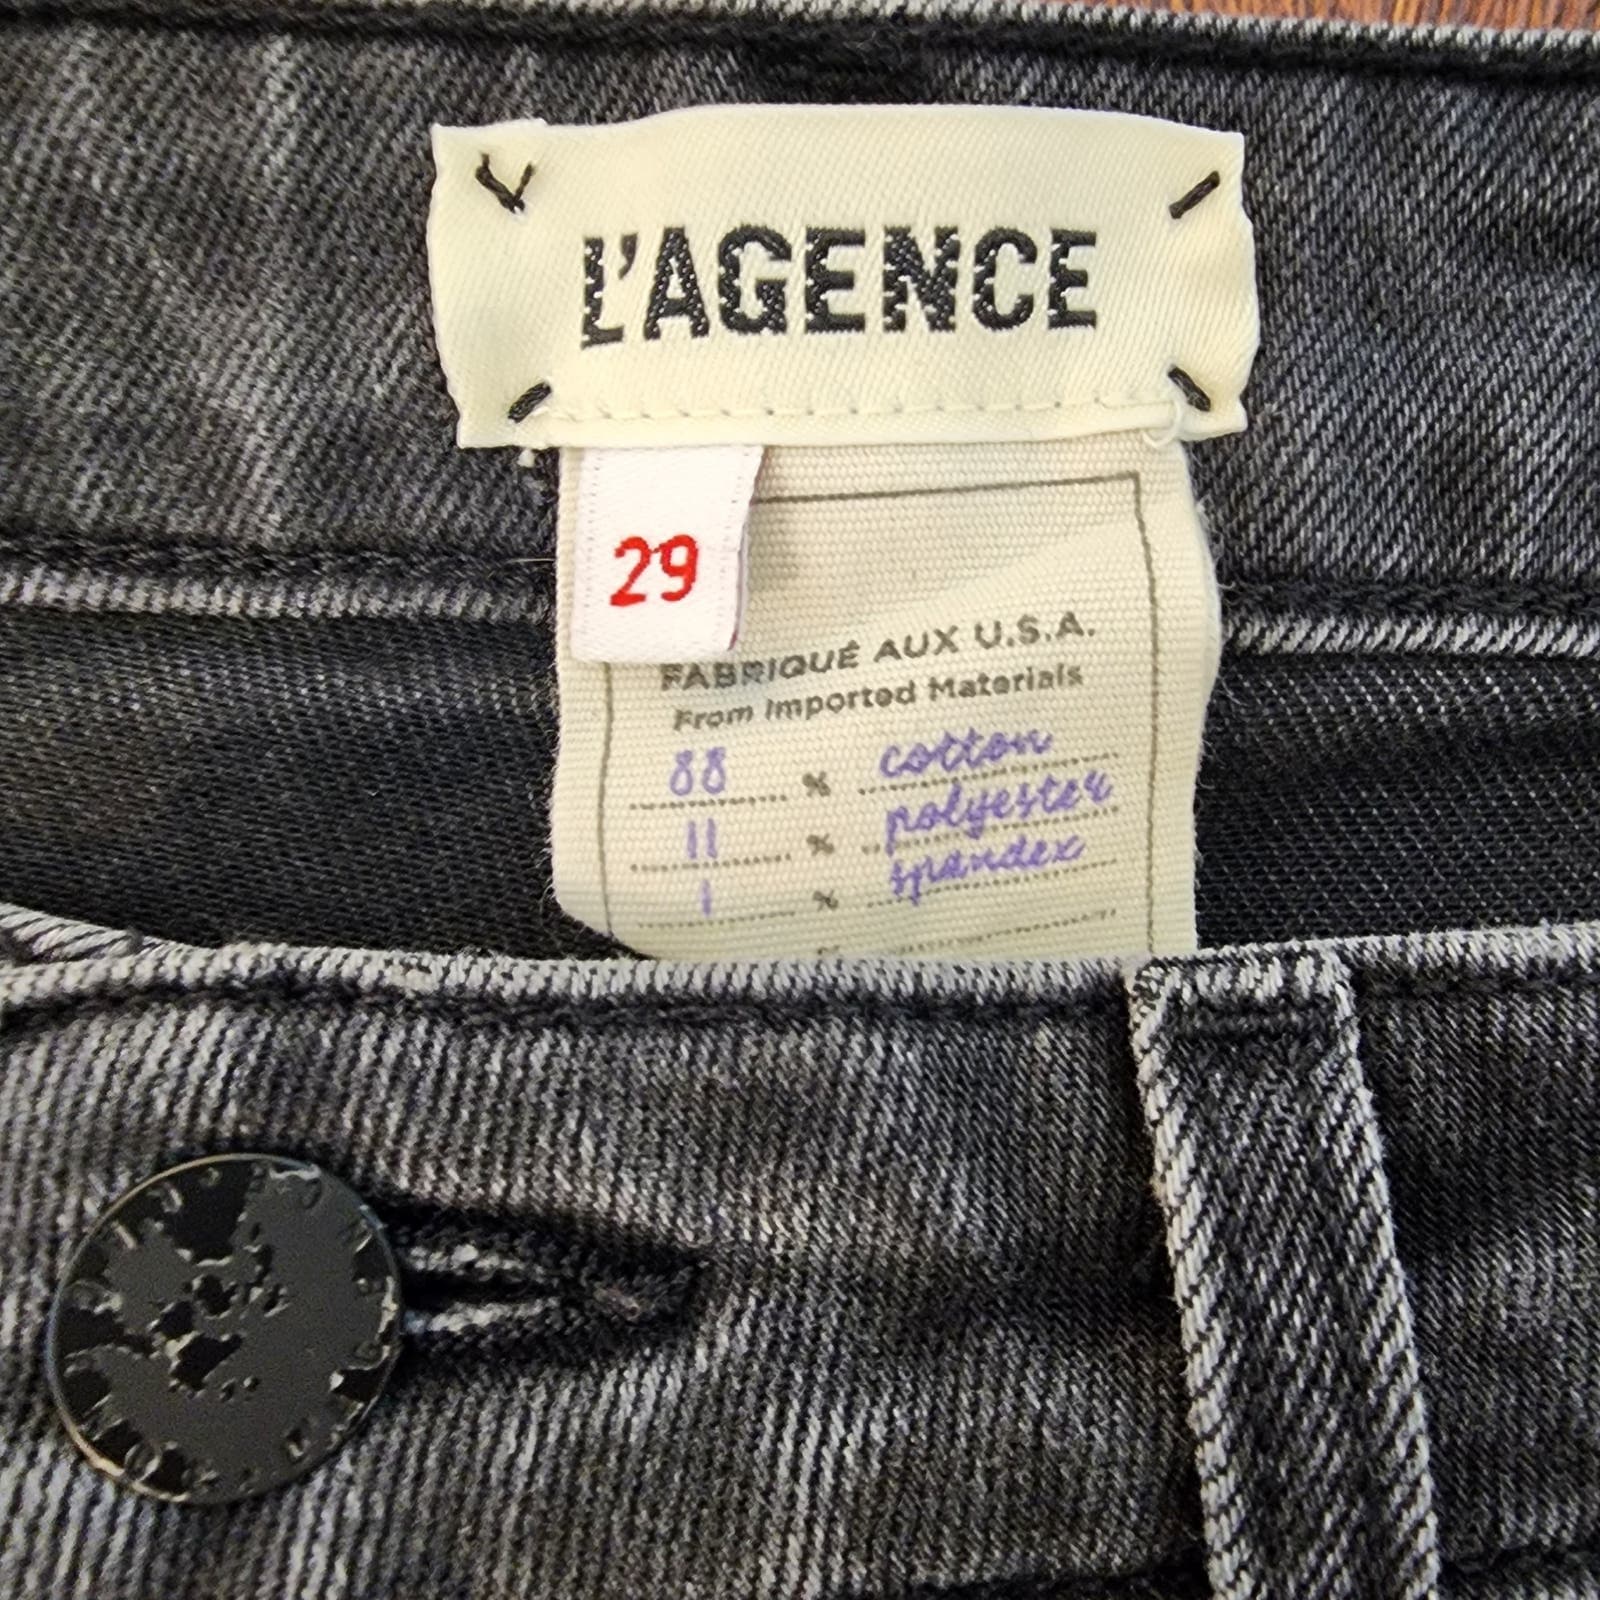 L'AGENCE
29
FABRIQUÉ AUX U.S.A.
From Imported Materials
88 % cotton
11 % polyester
1 % spandex